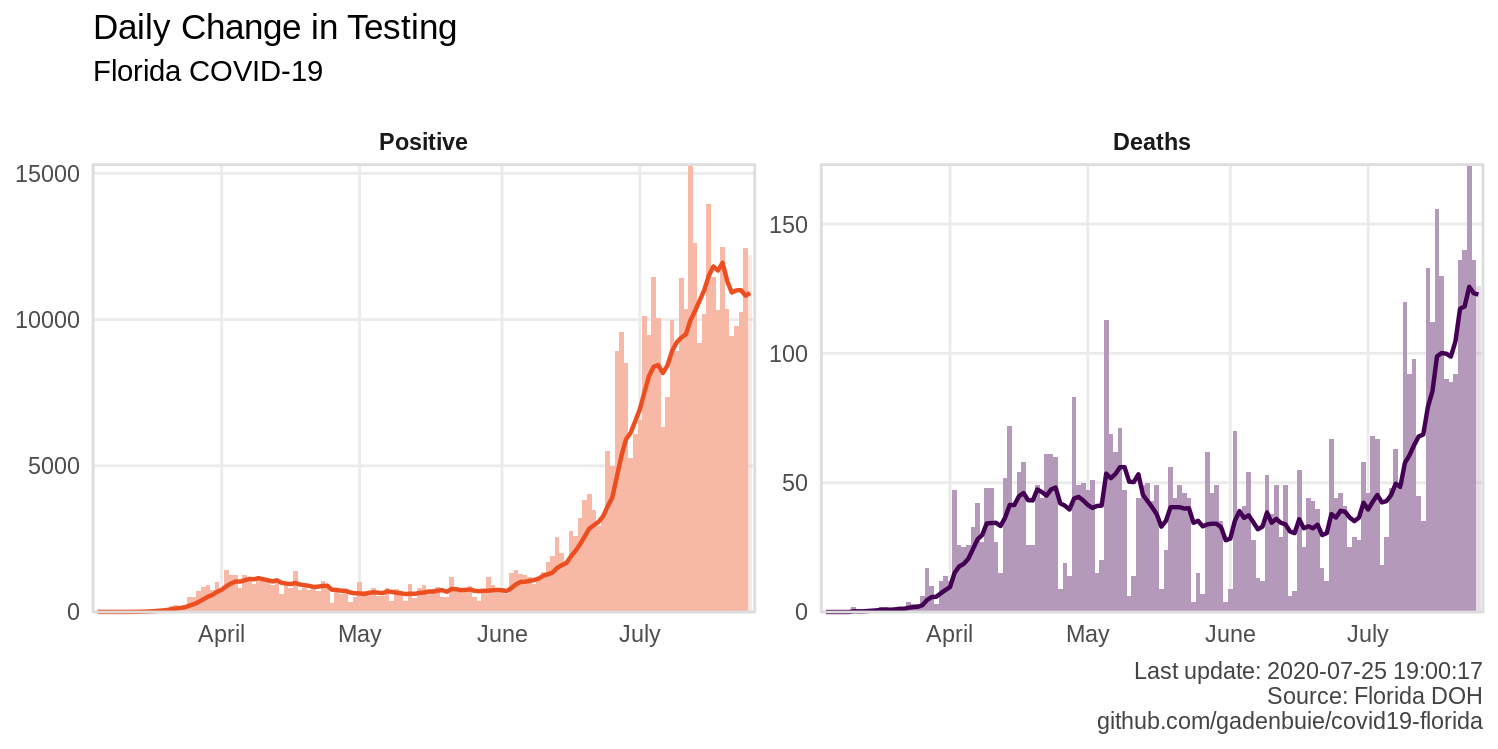 Daily Change in Testing
Florida COVID-19
Positive
15000
10000
5000
0
April May June July
Deaths
150
100
50
0
April May June July
Last update: 2020-07-25 19:00:17
Source: Florida DOH
github.com/gadenbuie/covid19-florida